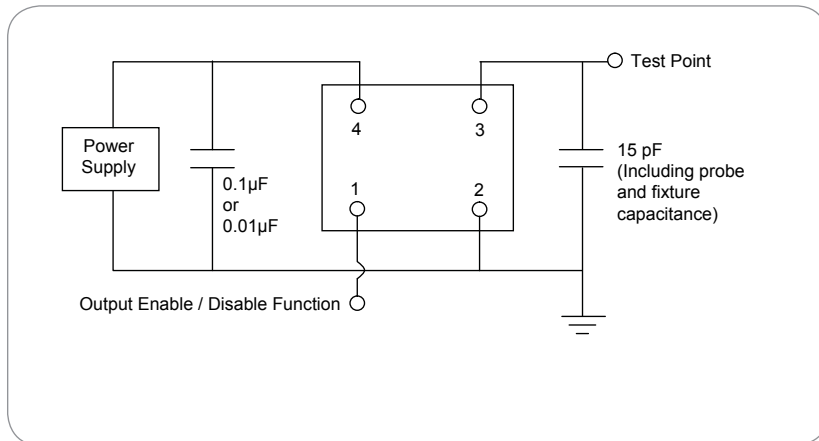 Test Point
4
3
Power
Supply
15 pF
(Including probe
and fixture
capacitance)
0.1µF
or
0.01µF
1
2
Output Enable / Disable Function